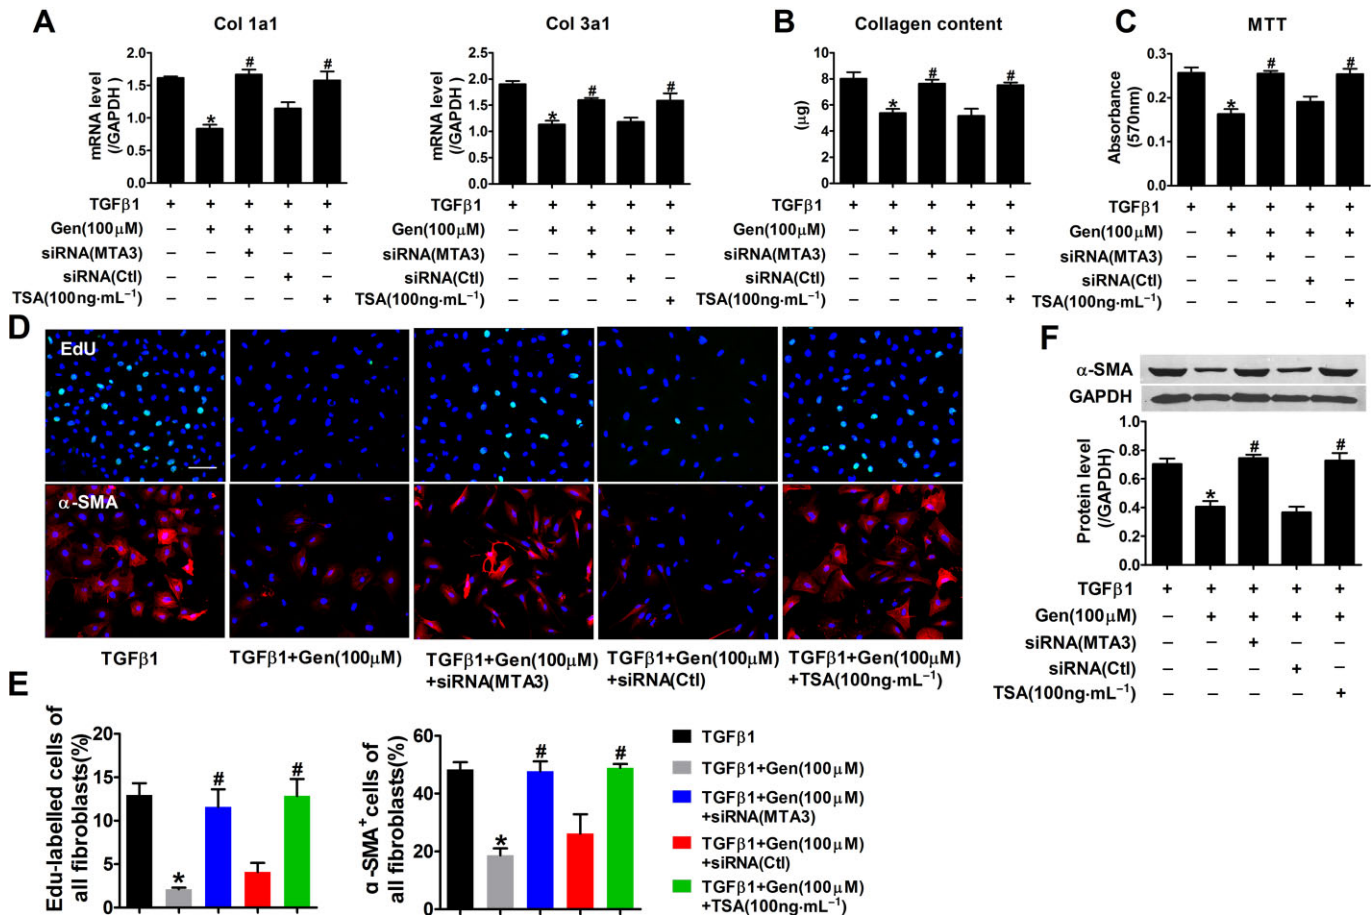 A
Col 1a1
mRNA level
(/GAPDH )
2.0
1.5
1.0
0.5
0.0
*
#
#
TGFβ1 + + + + +
Gen(100μM) – + + + +
siRNA(MTA3) – – + – –
siRNA(Ctl) – – – + –
TSA(100ng·mL⁻¹) – – – – +
Col 3a1
mRNA level
(/GAPDH )
2.5
2.0
1.5
1.0
0.5
0.0
*
#
#
TGFβ1 + + + + +
Gen(100μM) – + + + +
siRNA(MTA3) – – + – –
siRNA(Ctl) – – – + –
TSA(100ng·mL⁻¹) – – – – +
B
Collagen content
(μg)
10
8
6
4
2
0
*
#
#
TGFβ1 + + + + +
Gen(100μM) – + + + +
siRNA(MTA3) – – + – –
siRNA(Ctl) – – – + –
TSA(100ng·mL⁻¹) – – – – +
C
MTT
Absorbance
(570nm)
0.3
0.2
0.1
0.0
*
#
#
TGFβ1 + + + + +
Gen(100μM) – + + + +
siRNA(MTA3) – – + – –
siRNA(Ctl) – – – + –
TSA(100ng·mL⁻¹) – – – – +
D
EdU
α-SMA
TGFβ1
TGFβ1+Gen(100μM)
TGFβ1+Gen(100μM)
+siRNA(MTA3)
TGFβ1+Gen(100μM)
+siRNA(Ctl)
TGFβ1+Gen(100μM)
+TSA(100ng·mL⁻¹)
F
α-SMA
GAPDH
Protein level
(/GAPDH)
1.0
0.8
0.6
0.4
0.2
0.0
*
#
#
TGFβ1 + + + + +
Gen(100μM) – + + + +
siRNA(MTA3) – – + – –
siRNA(Ctl) – – – + –
TSA(100ng·mL⁻¹) – – – – +
E
Edu-labelled cells of
all fibroblasts(%)
20
15
10
5
0
*
#
#
α-SMA⁺ cells of
all fibroblasts(%)
60
40
20
0
*
#
#
TGFβ1
TGFβ1+Gen(100μM)
TGFβ1+Gen(100μM)
+siRNA(MTA3)
TGFβ1+Gen(100μM)
+siRNA(Ctl)
TGFβ1+Gen(100μM)
+TSA(100ng·mL⁻¹)